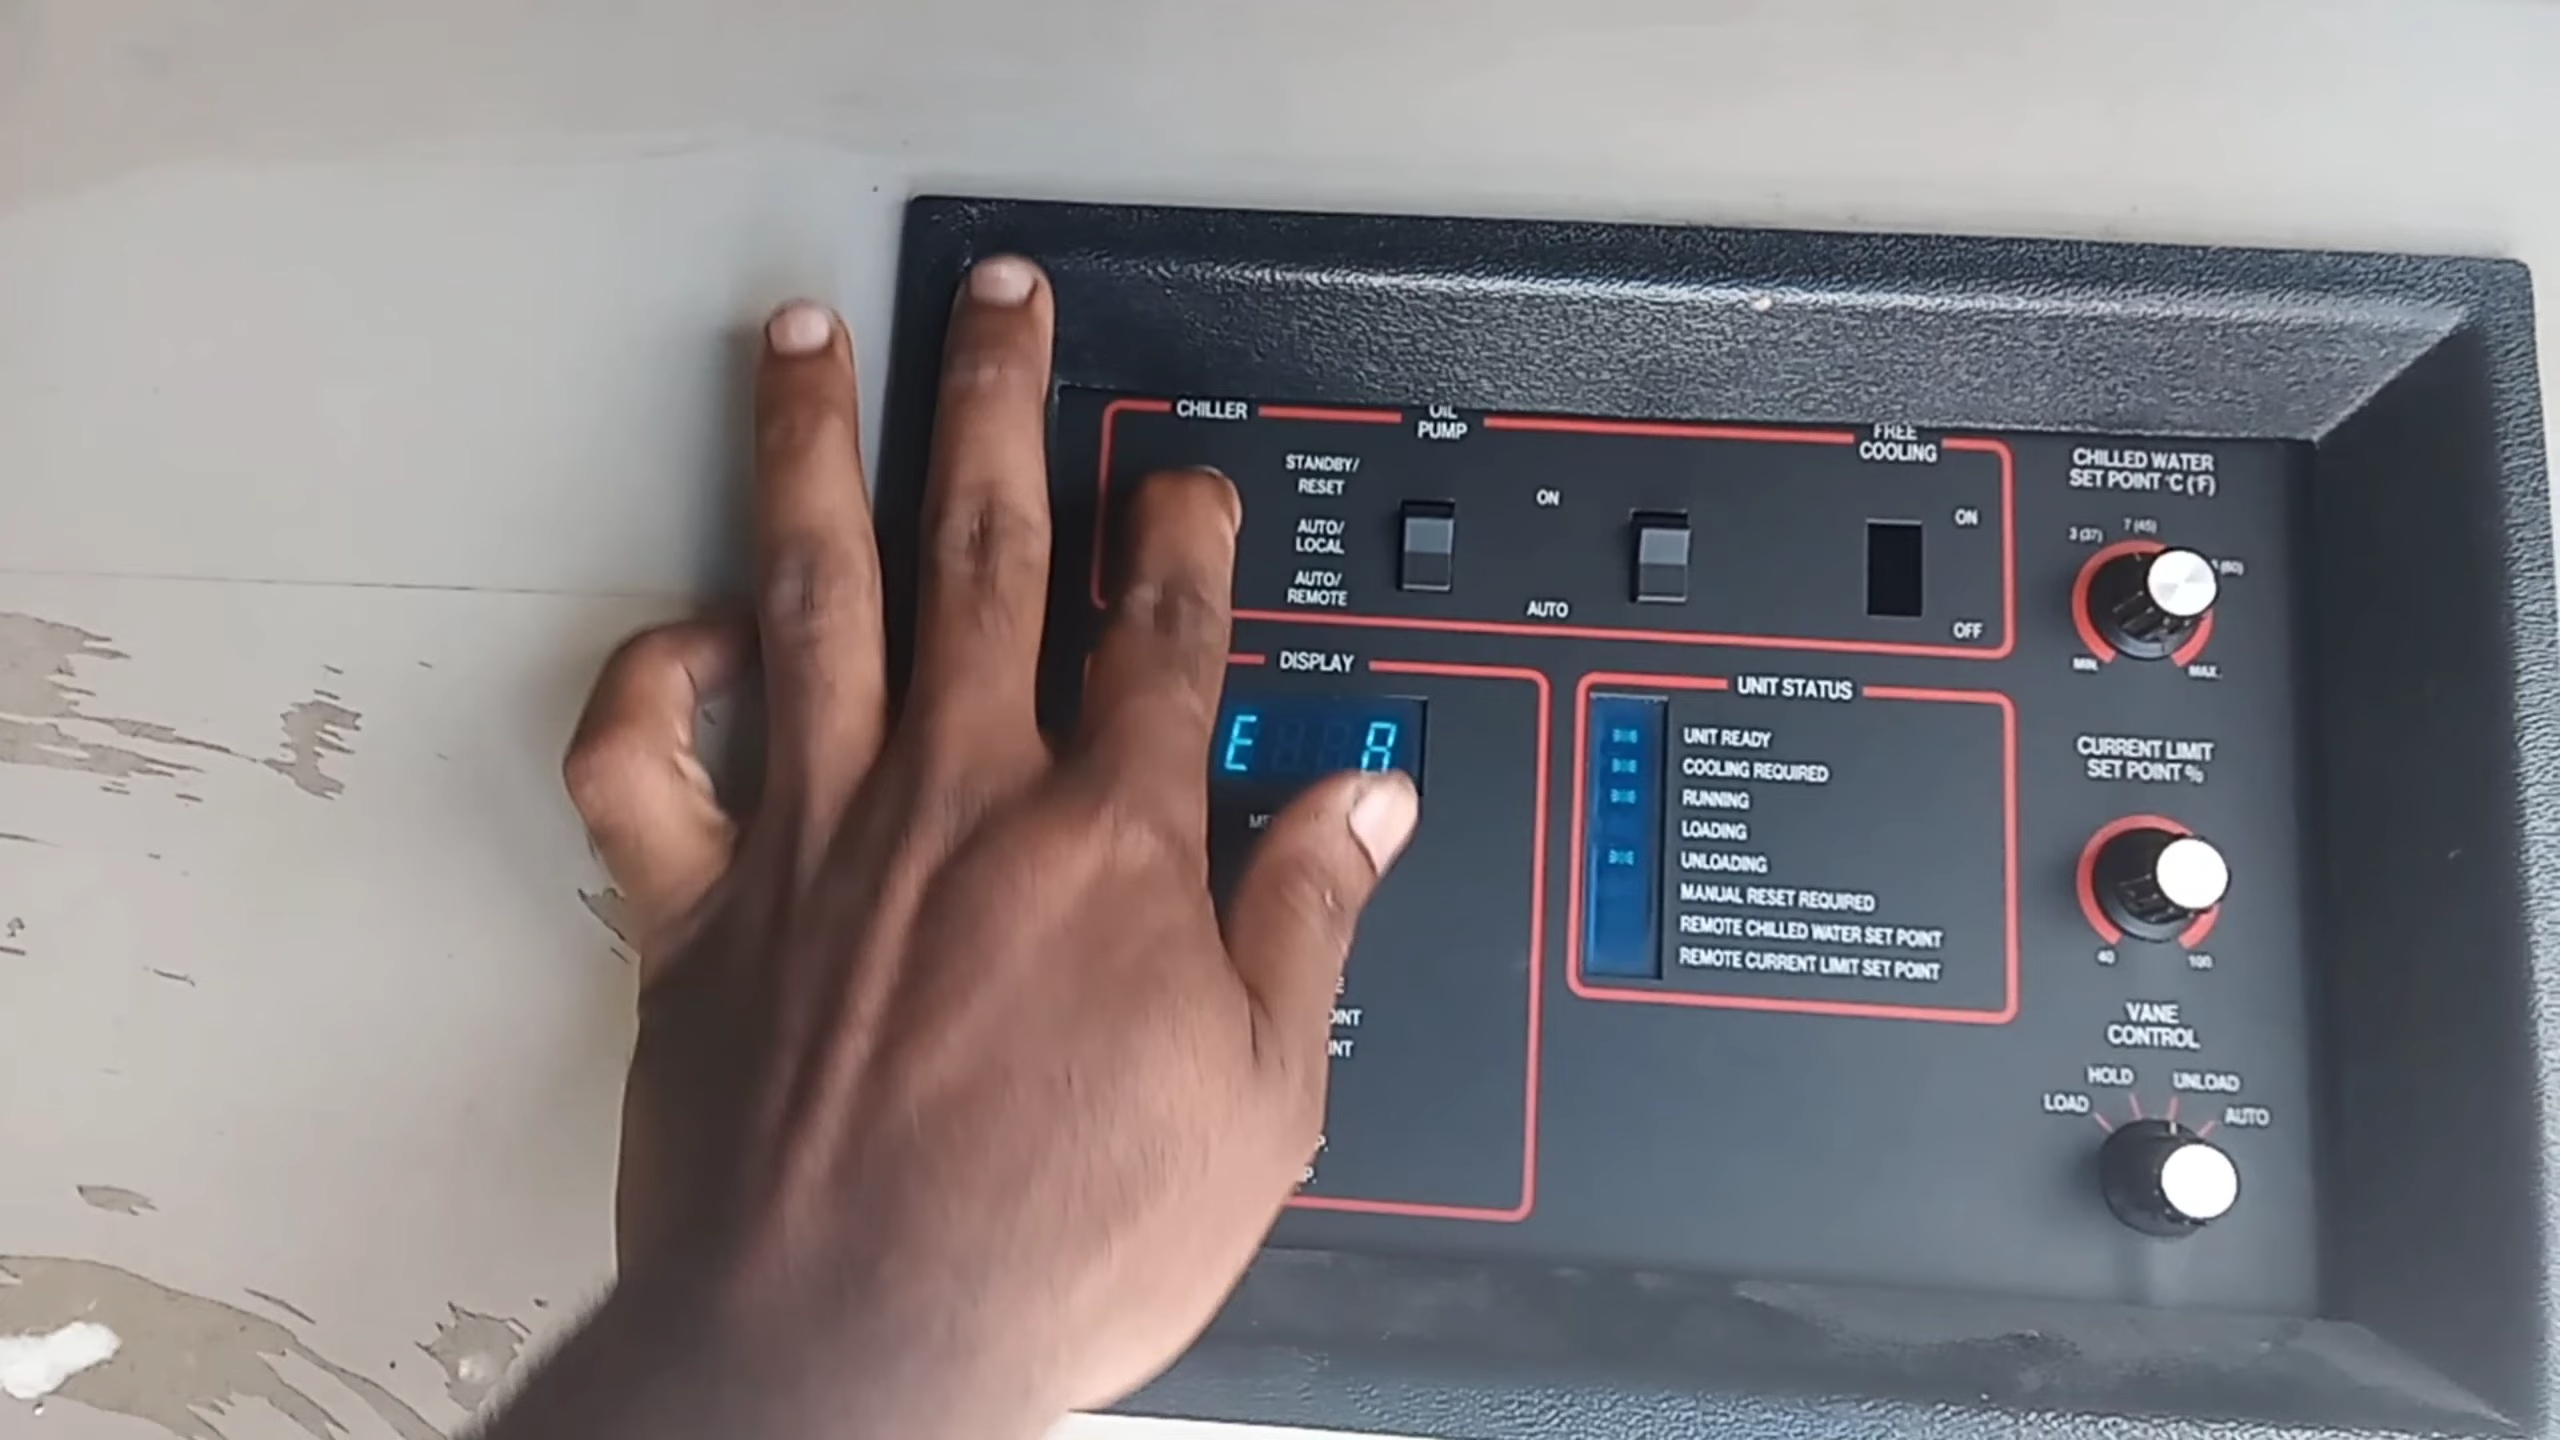 CHILLER
OIL
PUMP
FREE
COOLING
STANDBY/
RESET
AUTO/
LOCAL
AUTO/
REMOTE
ON
AUTO
ON
OFF
CHILLED WATER
SET POINT °C (°F)
3 (37)
7 (45)
(60)
MIN.
MAX.
DISPLAY
E
UNIT STATUS
UNIT READY
COOLING REQUIRED
RUNNING
LOADING
UNLOADING
MANUAL RESET REQUIRED
REMOTE CHILLED WATER SET POINT
REMOTE CURRENT LIMIT SET POINT
CURRENT LIMIT
SET POINT %
40
100
VANE
CONTROL
LOAD
HOLD
UNLOAD
AUTO